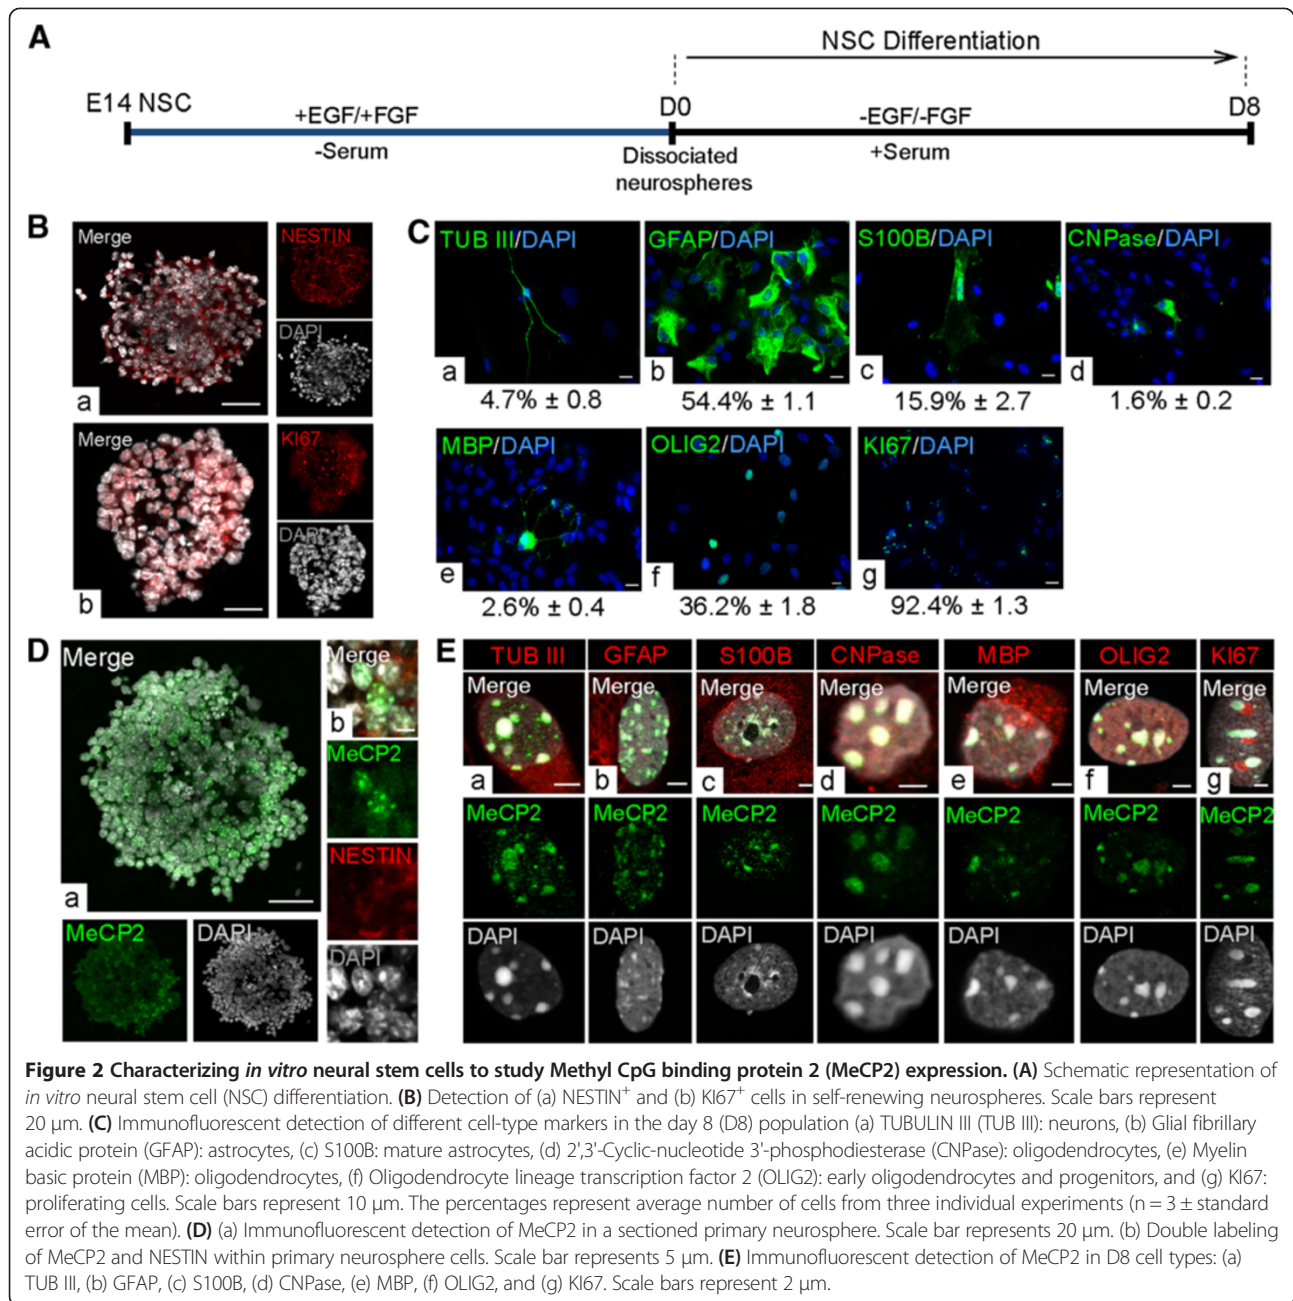 A
NSC Differentiation
E14 NSC
+EGF/+FGF
-Serum
D0
Dissociated
neurospheres
-EGF/-FGF
+Serum
D8
B
Merge
a
NESTIN
DAPI
Merge
b
KI67
DAPI
C
TUB III/DAPI
a
4.7% ± 0.8
GFAP/DAPI
b
54.4% ± 1.1
S100B/DAPI
c
15.9% ± 2.7
CNPase/DAPI
d
1.6% ± 0.2
MBP/DAPI
e
2.6% ± 0.4
OLIG2/DAPI
f
36.2% ± 1.8
KI67/DAPI
g
92.4% ± 1.3
D
Merge
a
MeCP2
DAPI
Merge
b
MeCP2
NESTIN
DAPI
E
TUB III GFAP S100B CNPase MBP OLIG2 KI67
Merge Merge Merge Merge Merge Merge Merge
a b c d e f g
MeCP2 MeCP2 MeCP2 MeCP2 MeCP2 MeCP2 MeCP2
DAPI DAPI DAPI DAPI DAPI DAPI DAPI
Figure 2 Characterizing in vitro neural stem cells to study Methyl CpG binding protein 2 (MeCP2) expression. (A) Schematic representation of
in vitro neural stem cell (NSC) differentiation. (B) Detection of (a) NESTIN⁺ and (b) KI67⁺ cells in self-renewing neurospheres. Scale bars represent
20 μm. (C) Immunofluorescent detection of different cell-type markers in the day 8 (D8) population (a) TUBULIN III (TUB III): neurons, (b) Glial fibrillary
acidic protein (GFAP): astrocytes, (c) S100B: mature astrocytes, (d) 2',3'-Cyclic-nucleotide 3'-phosphodiesterase (CNPase): oligodendrocytes, (e) Myelin
basic protein (MBP): oligodendrocytes, (f) Oligodendrocyte lineage transcription factor 2 (OLIG2): early oligodendrocytes and progenitors, and (g) KI67:
proliferating cells. Scale bars represent 10 μm. The percentages represent average number of cells from three individual experiments (n = 3 ± standard
error of the mean). (D) (a) Immunofluorescent detection of MeCP2 in a sectioned primary neurosphere. Scale bar represents 20 μm. (b) Double labeling
of MeCP2 and NESTIN within primary neurosphere cells. Scale bar represents 5 μm. (E) Immunofluorescent detection of MeCP2 in D8 cell types: (a)
TUB III, (b) GFAP, (c) S100B, (d) CNPase, (e) MBP, (f) OLIG2, and (g) KI67. Scale bars represent 2 μm.